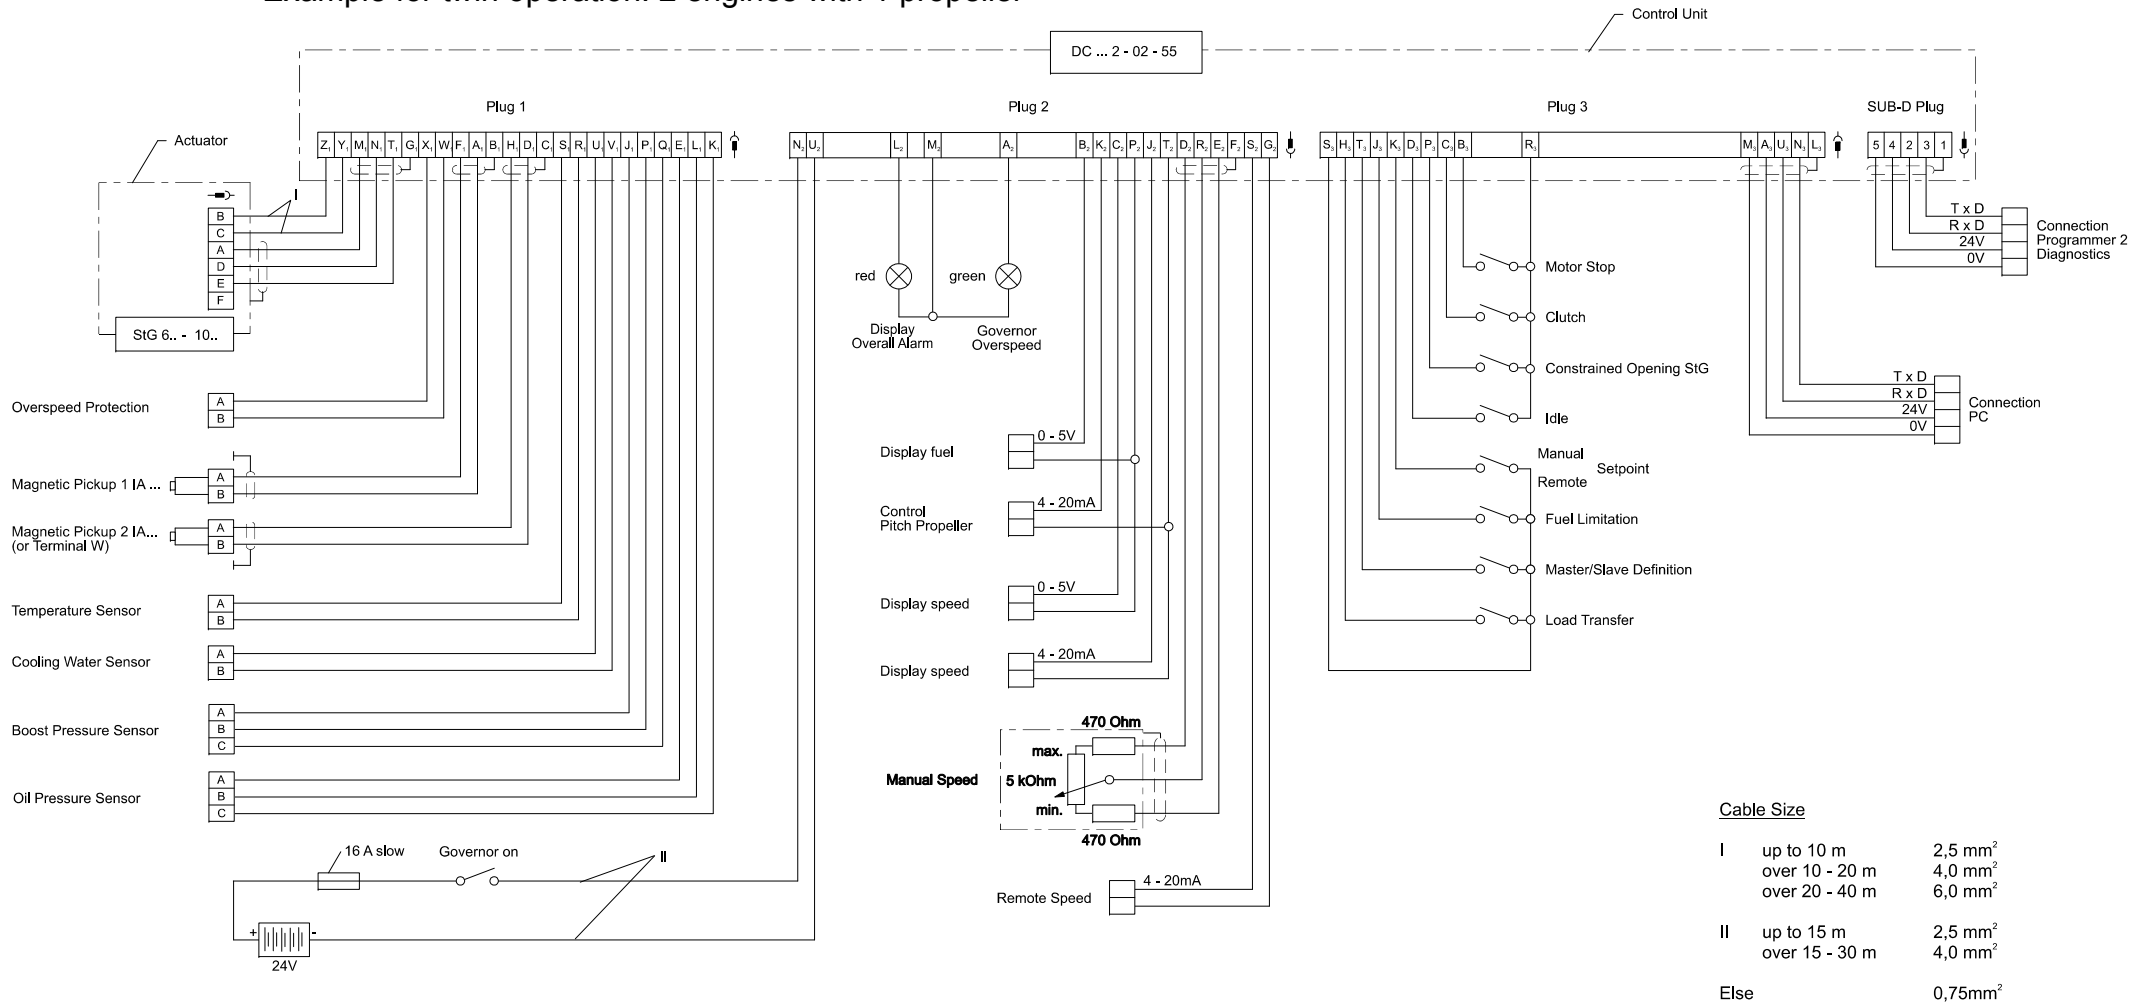 Example for twin operation: 2 engines with 1 propeller
Control Unit
DC ... 2 - 02 - 55
Plug 1
Plug 2
Plug 3
SUB-D Plug
Z₁ Y₁ M₁ N₁ T₁ G₁ X₁ W₁ F₁ A₁ B₁ H₁ D₁ C₁ S₁ R₁ U₁ V₁ J₁ P₁ Q₁ E₁ L₁ K₁
N₂ U₂ L₂ M₂ A₂ B₂ K₂ C₂ P₂ J₂ T₂ D₂ R₂ E₂ F₂ S₂ G₂
S₃ H₃ T₃ J₃ K₃ D₃ P₃ C₃ B₃ R₃ M₃ A₃ U₃ N₃ L₃
5 4 2 3 1
Actuator
I
B
C
A
D
E
F
StG 6.. - 10..
Overspeed Protection
A
B
Magnetic Pickup 1 IA ...
A
B
Magnetic Pickup 2 IA...
(or Terminal W)
A
B
Temperature Sensor
A
B
Cooling Water Sensor
A
B
Boost Pressure Sensor
A
B
C
Oil Pressure Sensor
A
B
C
16 A slow
Governor on
II
+
-
24V
red
green
Display
Overall Alarm
Governor
Overspeed
Display fuel
0 - 5V
Control
Pitch Propeller
4 - 20mA
Display speed
0 - 5V
Display speed
4 - 20mA
470 Ohm
max.
Manual Speed
5 kOhm
min.
470 Ohm
Remote Speed
4 - 20mA
Motor Stop
Clutch
Constrained Opening StG
Idle
Manual
Setpoint
Remote
Fuel Limitation
Master/Slave Definition
Load Transfer
T x D
R x D
24V
0V
Connection
Programmer 2
Diagnostics
T x D
R x D
24V
0V
Connection
PC
Cable Size
I up to 10 m 2,5 mm²
over 10 - 20 m 4,0 mm²
over 20 - 40 m 6,0 mm²
II up to 15 m 2,5 mm²
over 15 - 30 m 4,0 mm²
Else 0,75mm²